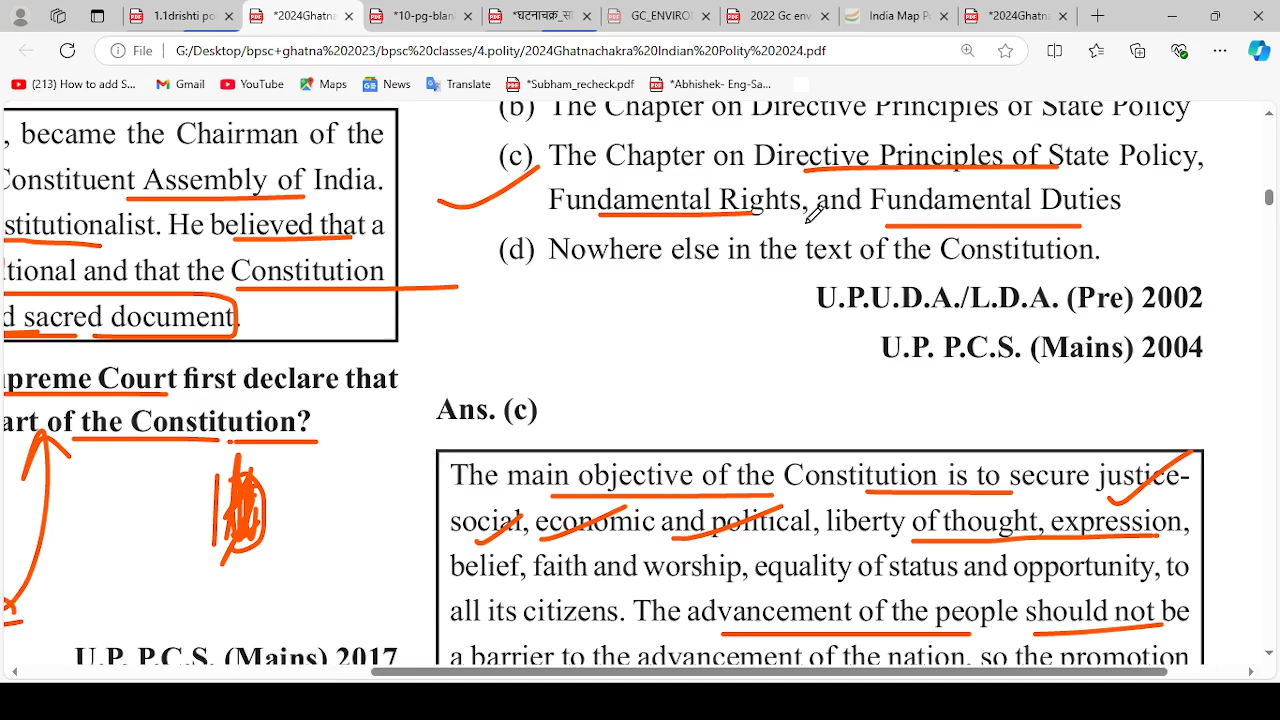 1.1drishti po
*2024Ghatna
*10-pg-blan
*घटनाचक्र_सा
GC_ENVIRON
2022 Gc env
India Map Po
*2024Ghatna
File
G:/Desktop/bpsc+ghatna%202023/bpsc%20classes/4.polity/2024Ghatnachakra%20Indian%20Polity%202024.pdf
(213) How to add S...
Gmail
YouTube
Maps
News
Translate
*Subham_recheck.pdf
*Abhishek- Eng-Sa...
, became the Chairman of the
Constituent Assembly of India.
stitutionalist. He believed that a
tional and that the Constitution
d sacred document.
preme Court first declare that
art of the Constitution?
U.P. P.C.S. (Mains) 2017
(b) The Chapter on Directive Principles of State Policy
(c) The Chapter on Directive Principles of State Policy,
Fundamental Rights, and Fundamental Duties
(d) Nowhere else in the text of the Constitution.
U.P.U.D.A./L.D.A. (Pre) 2002
U.P. P.C.S. (Mains) 2004
Ans. (c)
The main objective of the Constitution is to secure justice-
social, economic and political, liberty of thought, expression,
belief, faith and worship, equality of status and opportunity, to
all its citizens. The advancement of the people should not be
a barrier to the advancement of the nation, so the promotion